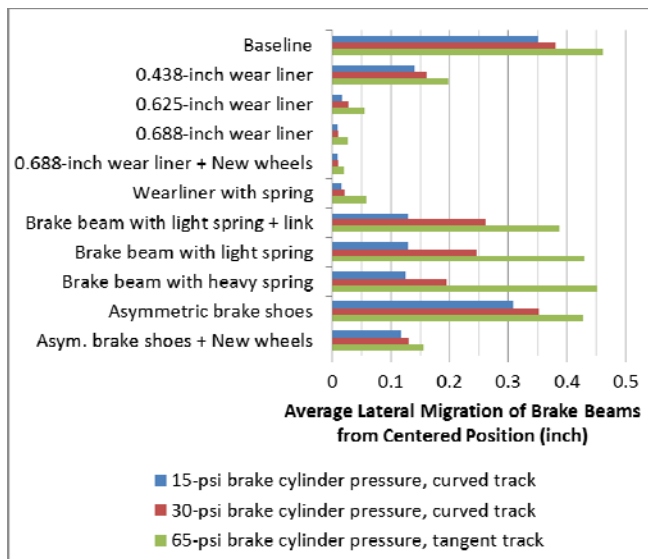 Baseline
0.438-inch wear liner
0.625-inch wear liner
0.688-inch wear liner
0.688-inch wear liner + New wheels
Wearliner with spring
Brake beam with light spring + link
Brake beam with light spring
Brake beam with heavy spring
Asymmetric brake shoes
Asym. brake shoes + New wheels
0 0.1 0.2 0.3 0.4 0.5
Average Lateral Migration of Brake Beams
from Centered Position (inch)
15-psi brake cylinder pressure, curved track
30-psi brake cylinder pressure, curved track
65-psi brake cylinder pressure, tangent track